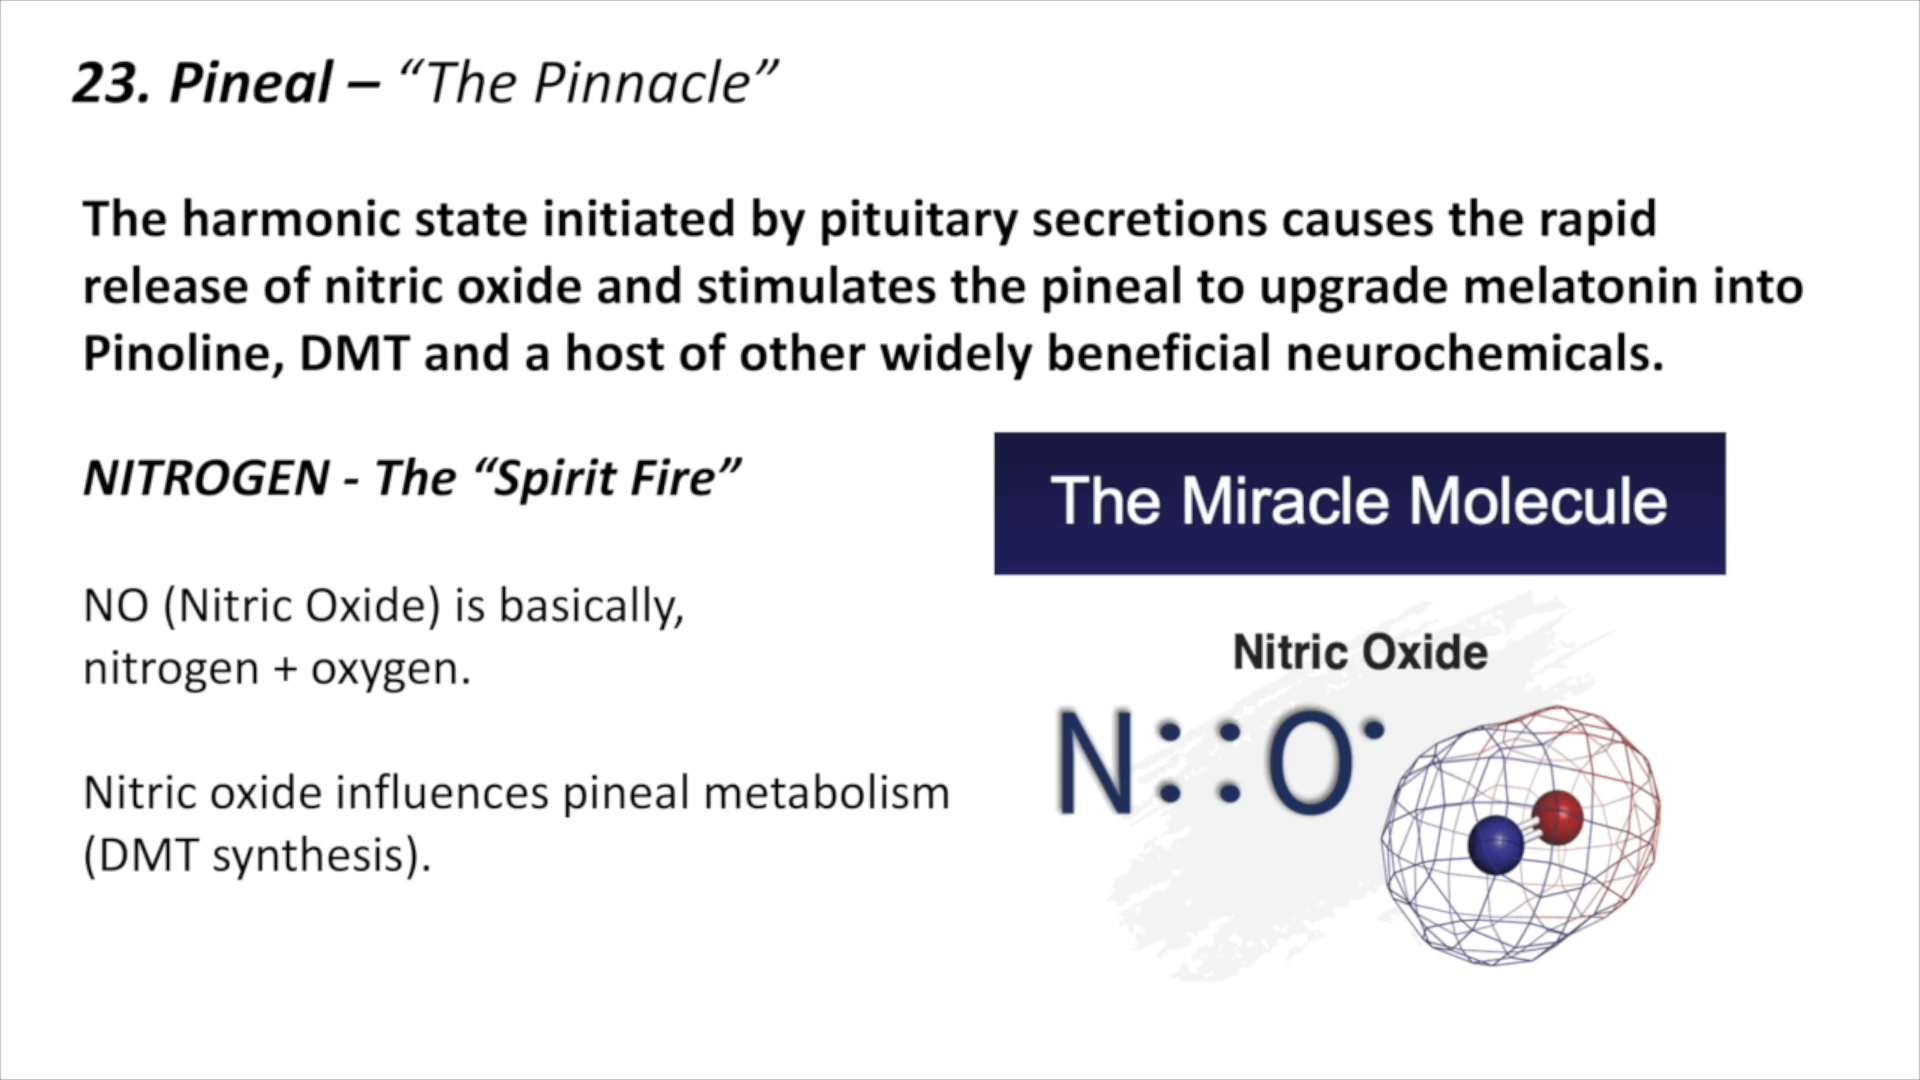 23. Pineal – “The Pinnacle”
The harmonic state initiated by pituitary secretions causes the rapid
release of nitric oxide and stimulates the pineal to upgrade melatonin into
Pinoline, DMT and a host of other widely beneficial neurochemicals.
NITROGEN - The “Spirit Fire”
NO (Nitric Oxide) is basically,
nitrogen + oxygen.
Nitric oxide influences pineal metabolism
(DMT synthesis).
The Miracle Molecule
Nitric Oxide
N::O·